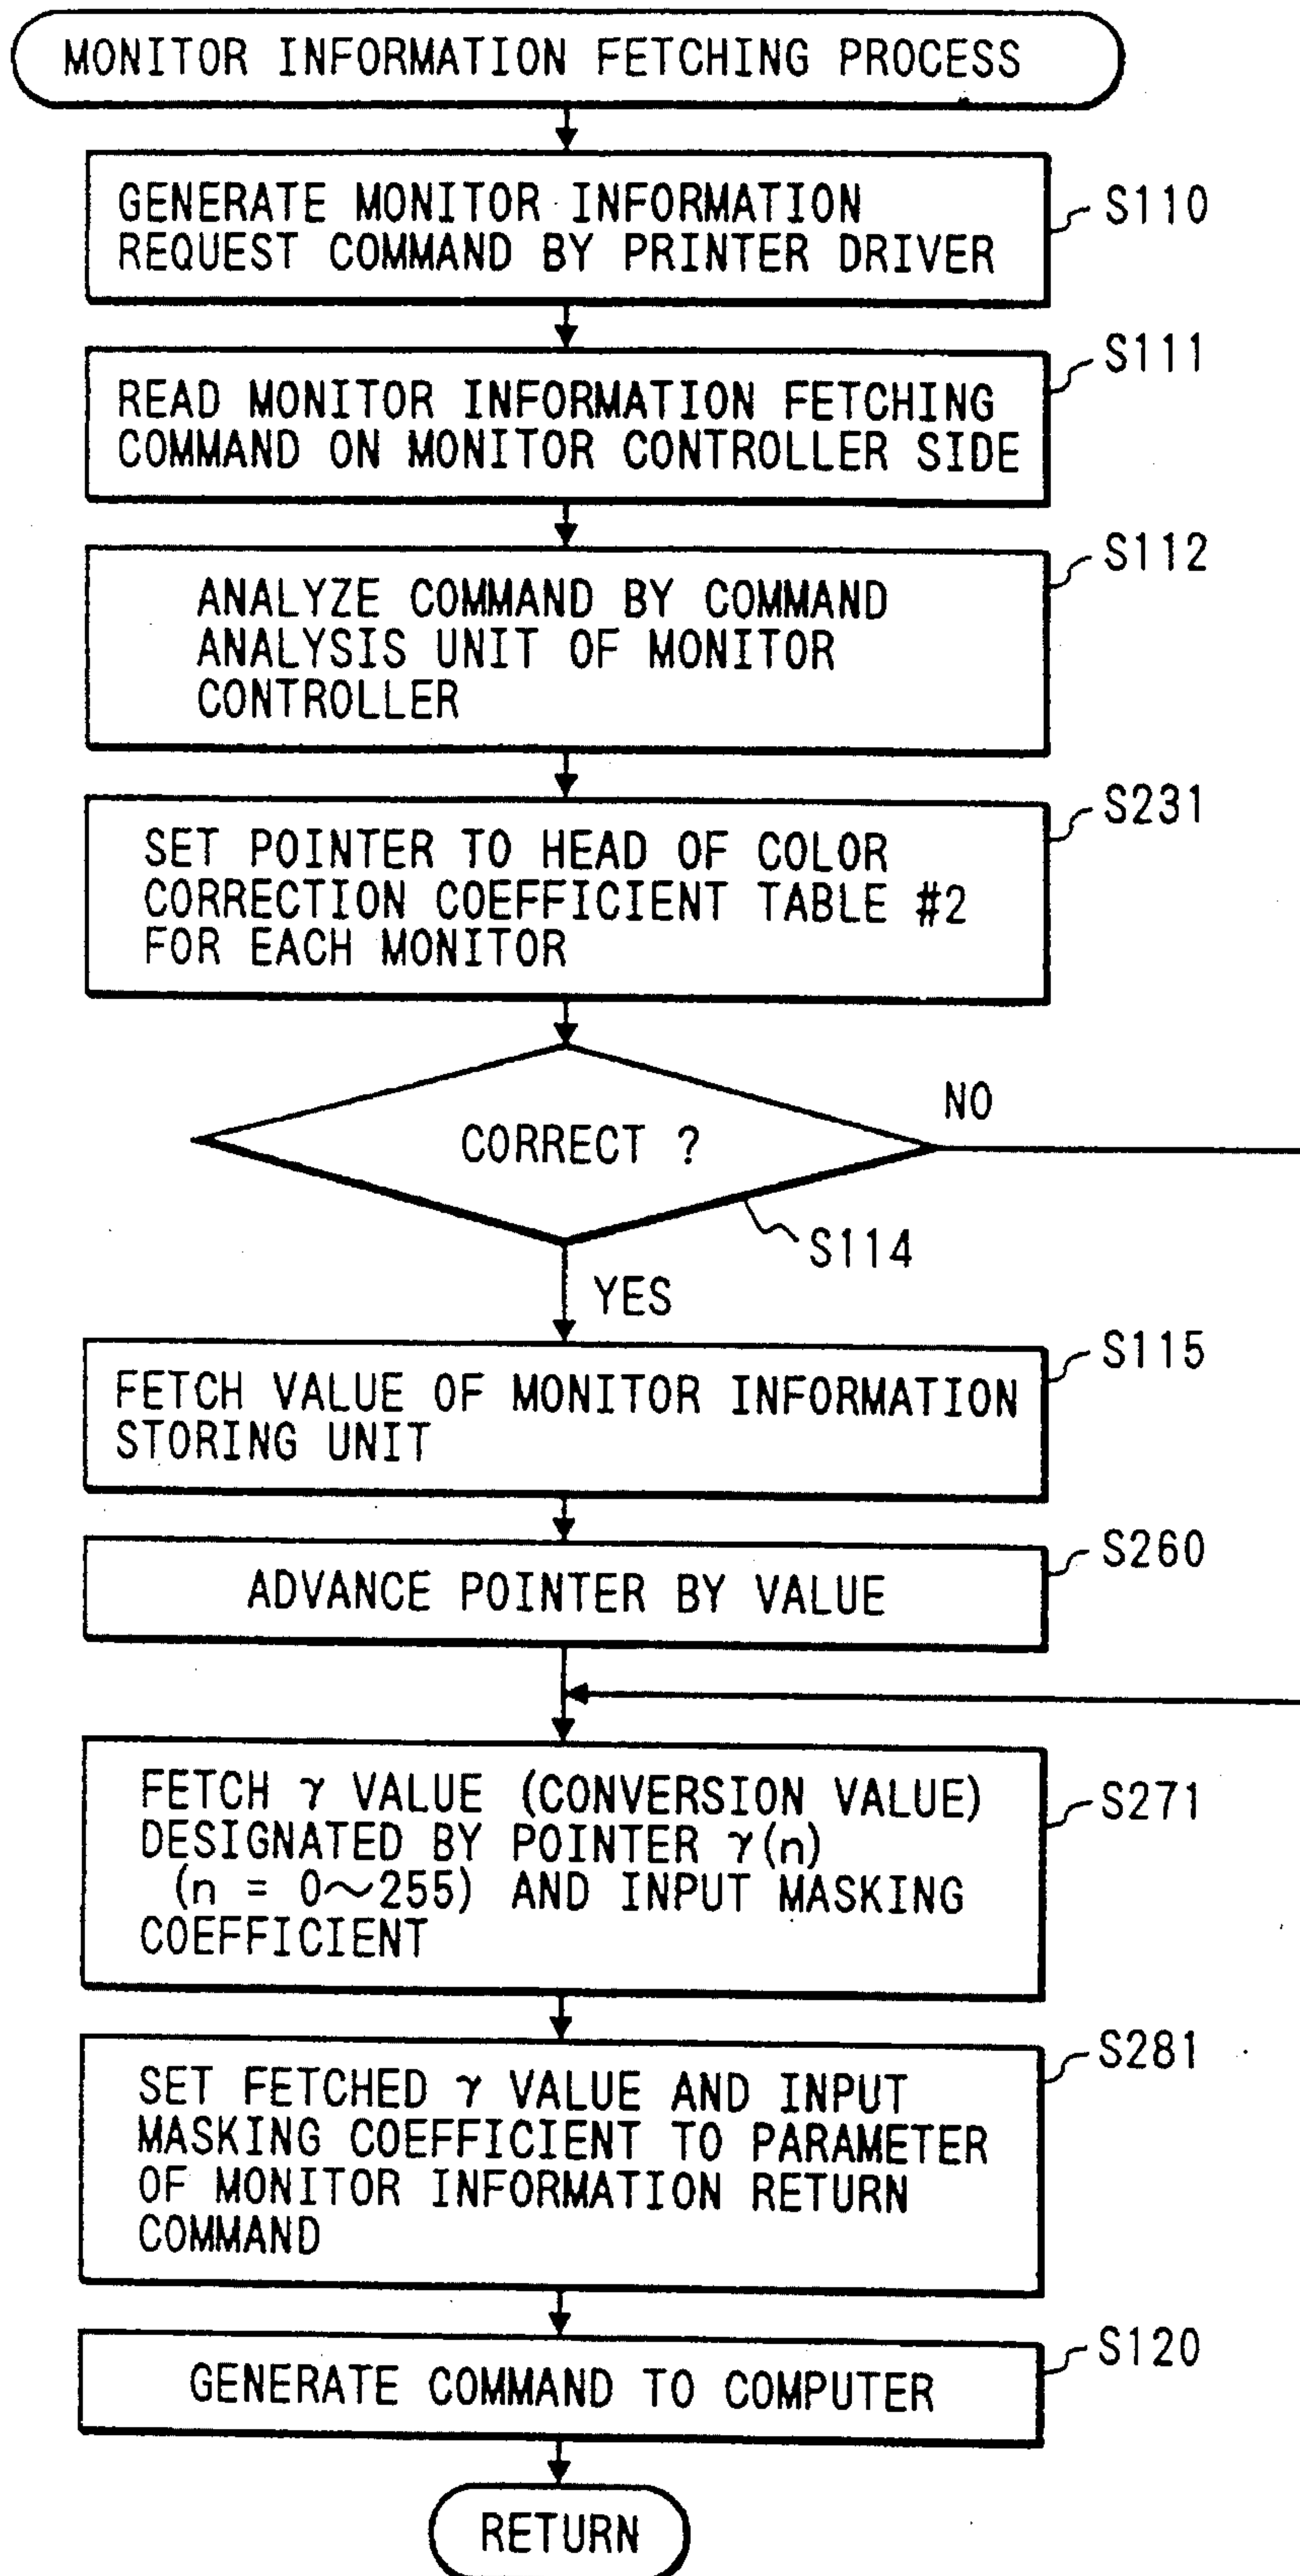 MONITOR INFORMATION FETCHING PROCESS
GENERATE MONITOR INFORMATION
REQUEST COMMAND BY PRINTER DRIVER
S110
READ MONITOR INFORMATION FETCHING
COMMAND ON MONITOR CONTROLLER SIDE
S111
ANALYZE COMMAND BY COMMAND
ANALYSIS UNIT OF MONITOR
CONTROLLER
S112
SET POINTER TO HEAD OF COLOR
CORRECTION COEFFICIENT TABLE #2
FOR EACH MONITOR
S231
CORRECT ?
NO
S114
YES
FETCH VALUE OF MONITOR INFORMATION
STORING UNIT
S115
ADVANCE POINTER BY VALUE
S260
FETCH γ VALUE (CONVERSION VALUE)
DESIGNATED BY POINTER γ(n)
(n = 0~255) AND INPUT MASKING
COEFFICIENT
S271
SET FETCHED γ VALUE AND INPUT
MASKING COEFFICIENT TO PARAMETER
OF MONITOR INFORMATION RETURN
COMMAND
S281
GENERATE COMMAND TO COMPUTER
S120
RETURN